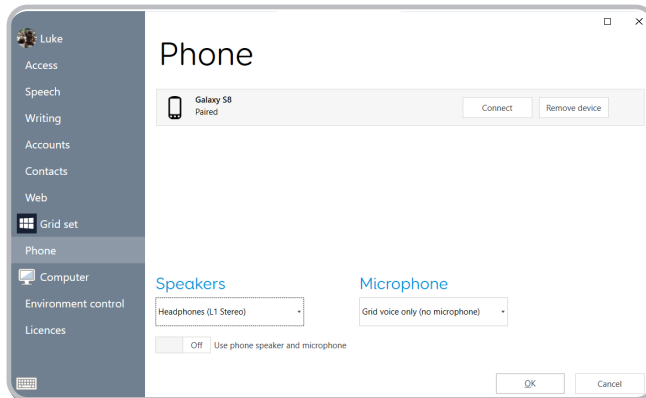 Luke
Access
Speech
Writing
Accounts
Contacts
Web
Grid set
Phone
Computer
Environment control
Licences
Phone
Galaxy S8
Paired
Connect
Remove device
Speakers
Microphone
Headphones (L1 Stereo)
Grid voice only (no microphone)
Off
Use phone speaker and microphone
OK
Cancel